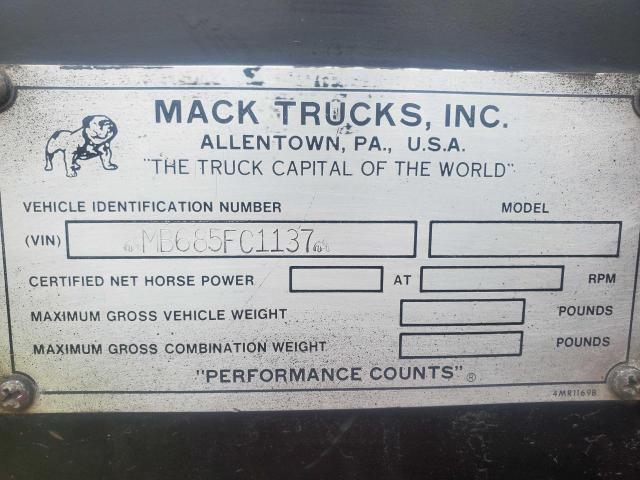 MACK TRUCKS, INC.
ALLENTOWN, PA., U.S.A.
"THE TRUCK CAPITAL OF THE WORLD"
VEHICLE IDENTIFICATION NUMBER MODEL
(VIN) MB685FC1137
CERTIFIED NET HORSE POWER AT RPM
MAXIMUM GROSS VEHICLE WEIGHT POUNDS
MAXIMUM GROSS COMBINATION WEIGHT POUNDS
"PERFORMANCE COUNTS"®
4MR1169B